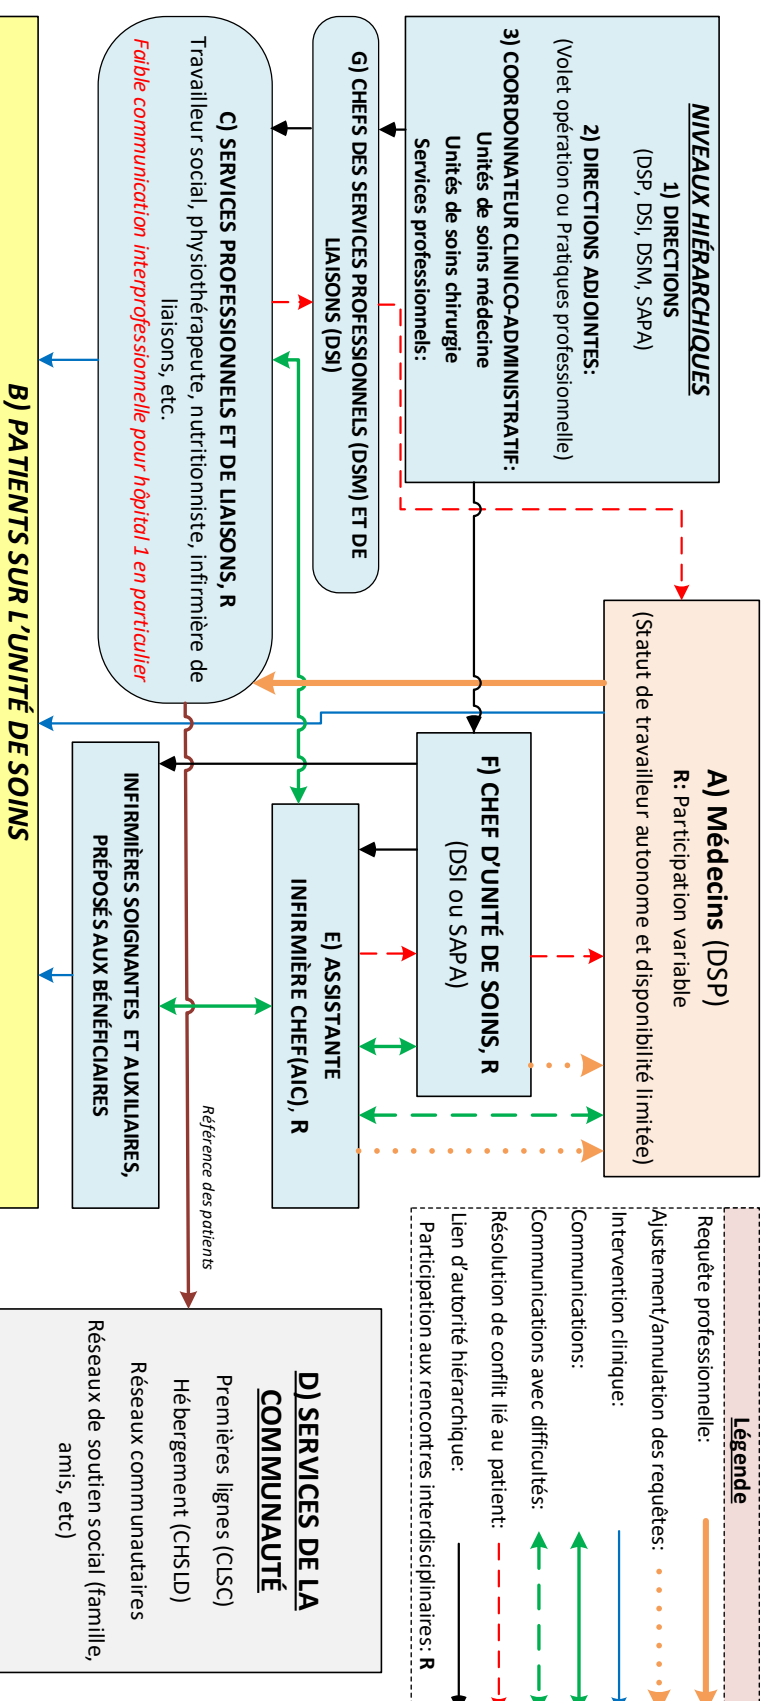 NIVEAUX HIÉRARCHIQUES
1) DIRECTIONS
(DSP, DSI, DSM, SAPA)
2) DIRECTIONS ADJOINTES:
(Volet opération ou Pratiques professionnelle)
3) COORDONNATEUR CLINICO-ADMINISTRATIF:
Unités de soins médecine
Unités de soins chirurgie
Services professionnels:
A) Médecins (DSP)
R: Participation variable
(Statut de travailleur autonome et disponibilité limitée)
Légende
Requête professionnelle:
Ajustement/annulation des requêtes:
Intervention clinique:
Communications:
Communications avec difficultés:
Résolution de conflit lié au patient:
Lien d'autorité hiérarchique:
Participation aux rencontres interdisciplinaires: R
G) CHEFS DES SERVICES PROFESSIONNELS (DSM) ET DE
LIAISONS (DSI)
F) CHEF D'UNITÉ DE SOINS, R
(DSI ou SAPA)
C) SERVICES PROFESSIONNELS ET DE LIAISONS, R
Travailleur social, physiothérapeute, nutritionniste, infirmière de
liaisons, etc.
Faible communication interprofessionnelle pour hôpital 1 en particulier
E) ASSISTANTE
INFIRMIÈRE CHEF(AIC), R
INFIRMIÈRES SOIGNANTES ET AUXILIAIRES,
PRÉPOSÉS AUX BÉNÉFICIAIRES
Référence des patients
D) SERVICES DE LA
COMMUNAUTÉ
Premières lignes (CLSC)
Hébergement (CHSLD)
Réseaux communautaires
Réseaux de soutien social (famille,
amis, etc)
B) PATIENTS SUR L'UNITÉ DE SOINS